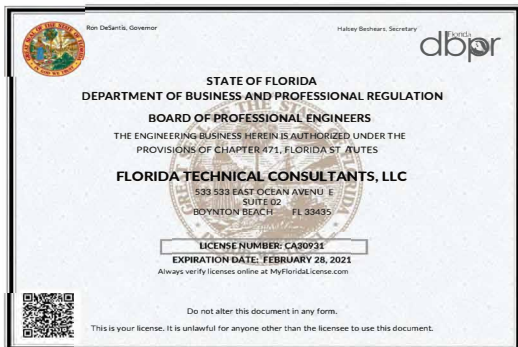 Ron DeSantis, Governor
Halsey Beshears, Secretary
Florida
dbpr
STATE OF FLORIDA
DEPARTMENT OF BUSINESS AND PROFESSIONAL REGULATION
BOARD OF PROFESSIONAL ENGINEERS
THE ENGINEERING BUSINESS HEREIN IS AUTHORIZED UNDER THE
PROVISIONS OF CHAPTER 471, FLORIDA ST TUTES
FLORIDA TECHNICAL CONSULTANTS, LLC
533 533 EAST OCEAN AVENU E
SUITE 02
BOYNTON BEACH FL 33435
LICENSE NUMBER: CA30931
EXPIRATION DATE: FEBRUARY 28, 2021
Always verify licenses online at MyFloridaLicense.com
Do not alter this document in any form.
This is your license. It is unlawful for anyone other than the licensee to use this document.